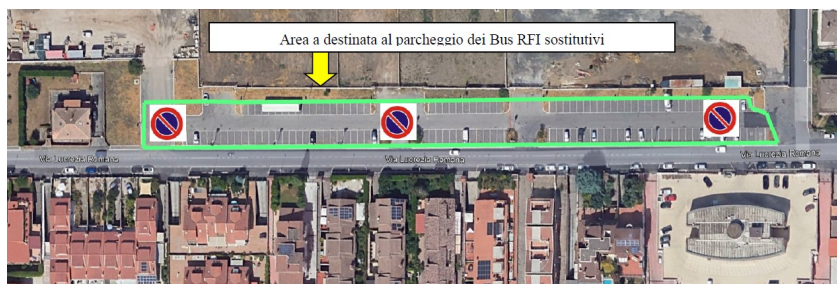 Area a destinata al parcheggio dei Bus RFI sostitutivi
Via Lucrezia Romana
Via Lucrezia Romana
Via Lucrezia Romana